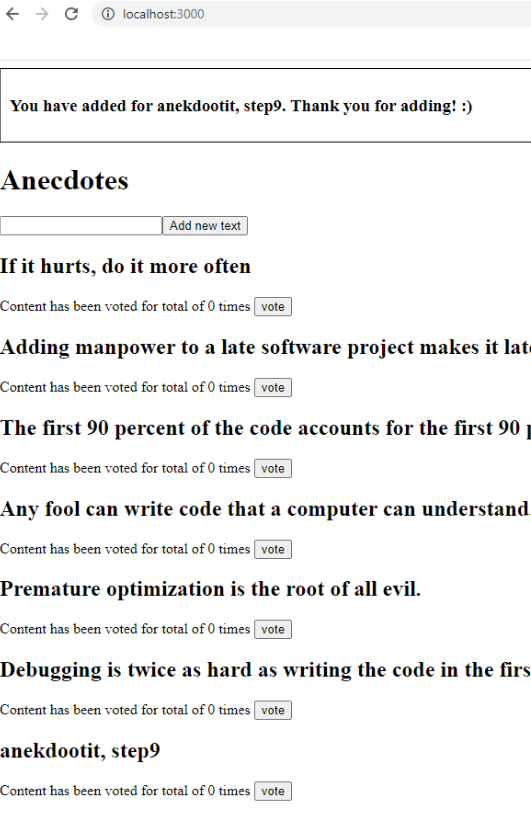 localhost:3000
You have added for anekdootit, step9. Thank you for adding! :)
Anecdotes
Add new text
If it hurts, do it more often
Content has been voted for total of 0 times vote
Adding manpower to a late software project makes it
Content has been voted for total of 0 times vote
The first 90 percent of the code accounts for the first 90
Content has been voted for total of 0 times vote
Any fool can write code that a computer can understand.
Content has been voted for total of 0 times vote
Premature optimization is the root of all evil.
Content has been voted for total of 0 times vote
Debugging is twice as hard as writing the code in the
Content has been voted for total of 0 times vote
anekdootit, step9
Content has been voted for total of 0 times vote